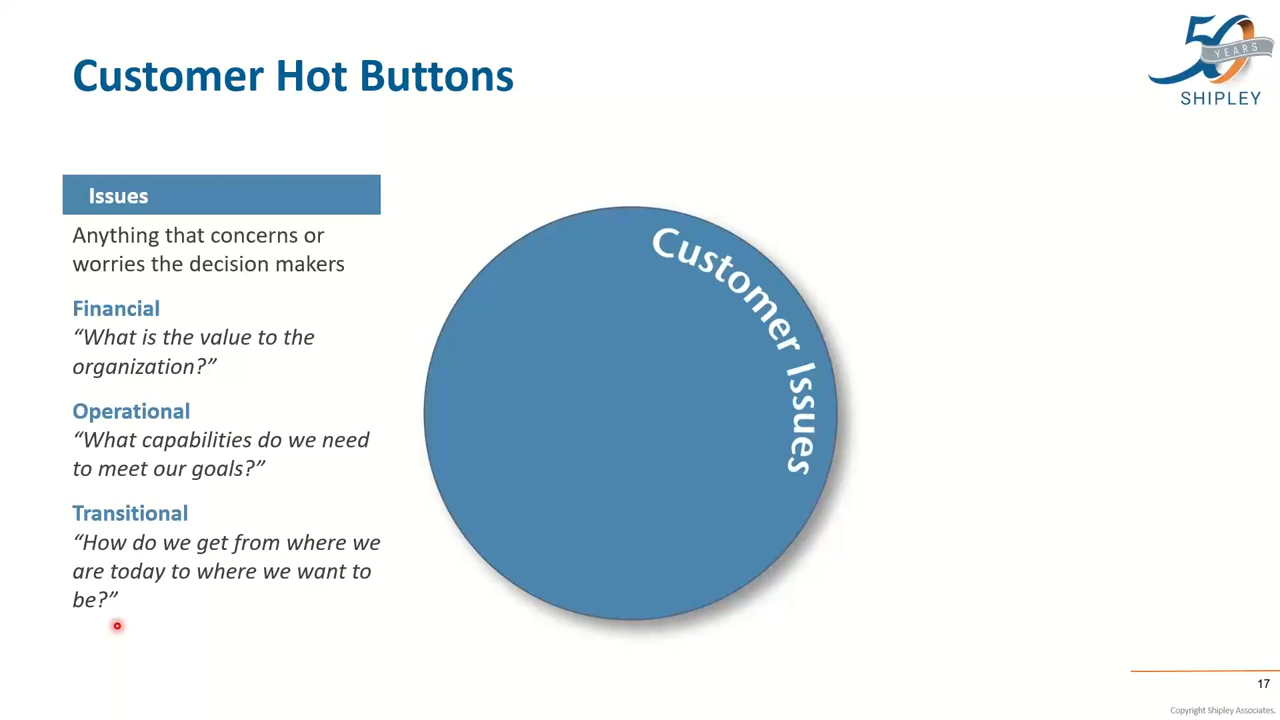 Customer Hot Buttons
50
YEARS
SHIPLEY
Issues
Anything that concerns or
worries the decision makers
Financial
“What is the value to the
organization?”
Operational
“What capabilities do we need
to meet our goals?”
Transitional
“How do we get from where we
are today to where we want to
be?”
Customer Issues
17
Copyright Shipley Associates.